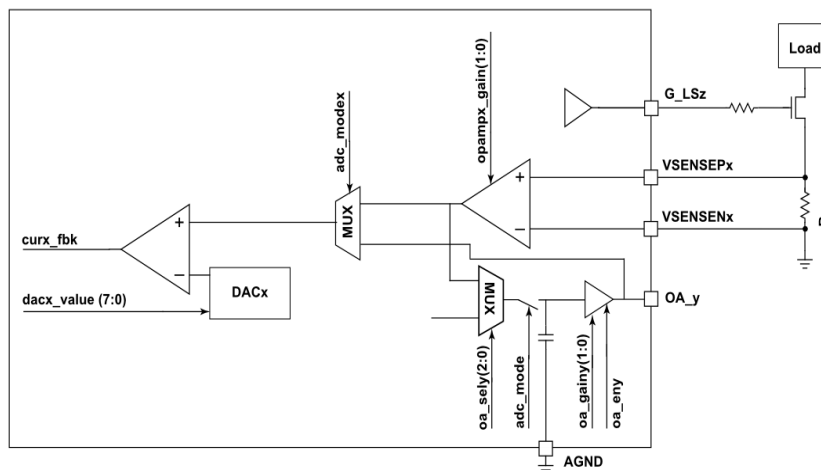 Load
G_LSz
opampx_gain(1:0)
adc_modex
VSENSEPx
+
MUX
+
VSENSENx
curx_fbk
–
–
DACx
MUX
dacx_value (7:0)
OA_y
oa_sely(2:0)
adc_mode
oa_gainy(1:0)
oa_eny
AGND